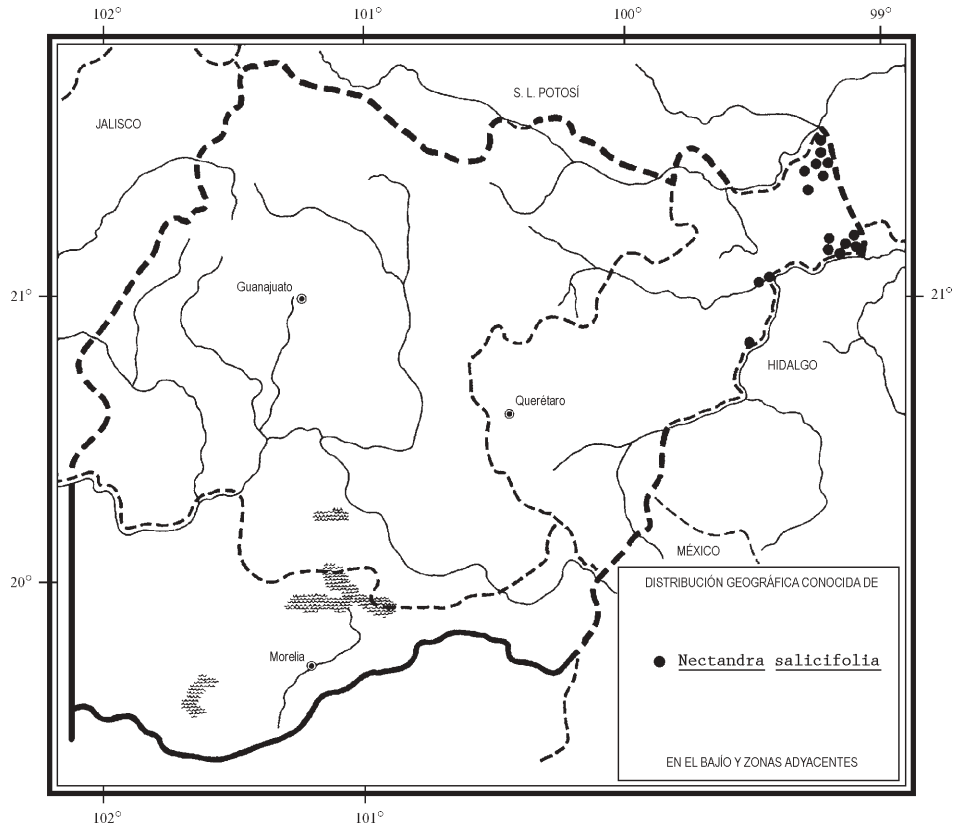 102° 101° 100° 99°
S. L. POTOSÍ
JALISCO
Guanajuato
21° 21°
HIDALGO
Querétaro
MÉXICO
20°
DISTRIBUCIÓN GEOGRÁFICA CONOCIDA DE
Nectandra salicifolia
Morelia
EN EL BAJÍO Y ZONAS ADYACENTES
102° 101°